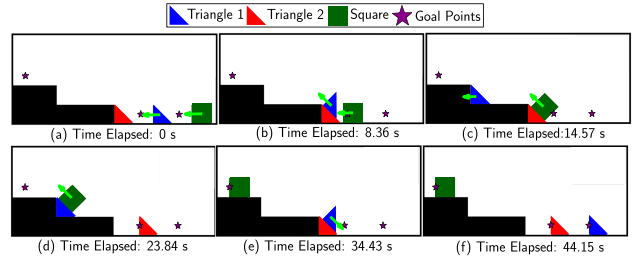 Triangle 1 Triangle 2 Square Goal Points
(a) Time Elapsed: 0 s (b) Time Elapsed: 8.36 s (c) Time Elapsed:14.57 s
(d) Time Elapsed: 23.84 s (e) Time Elapsed: 34.43 s (f) Time Elapsed: 44.15 s